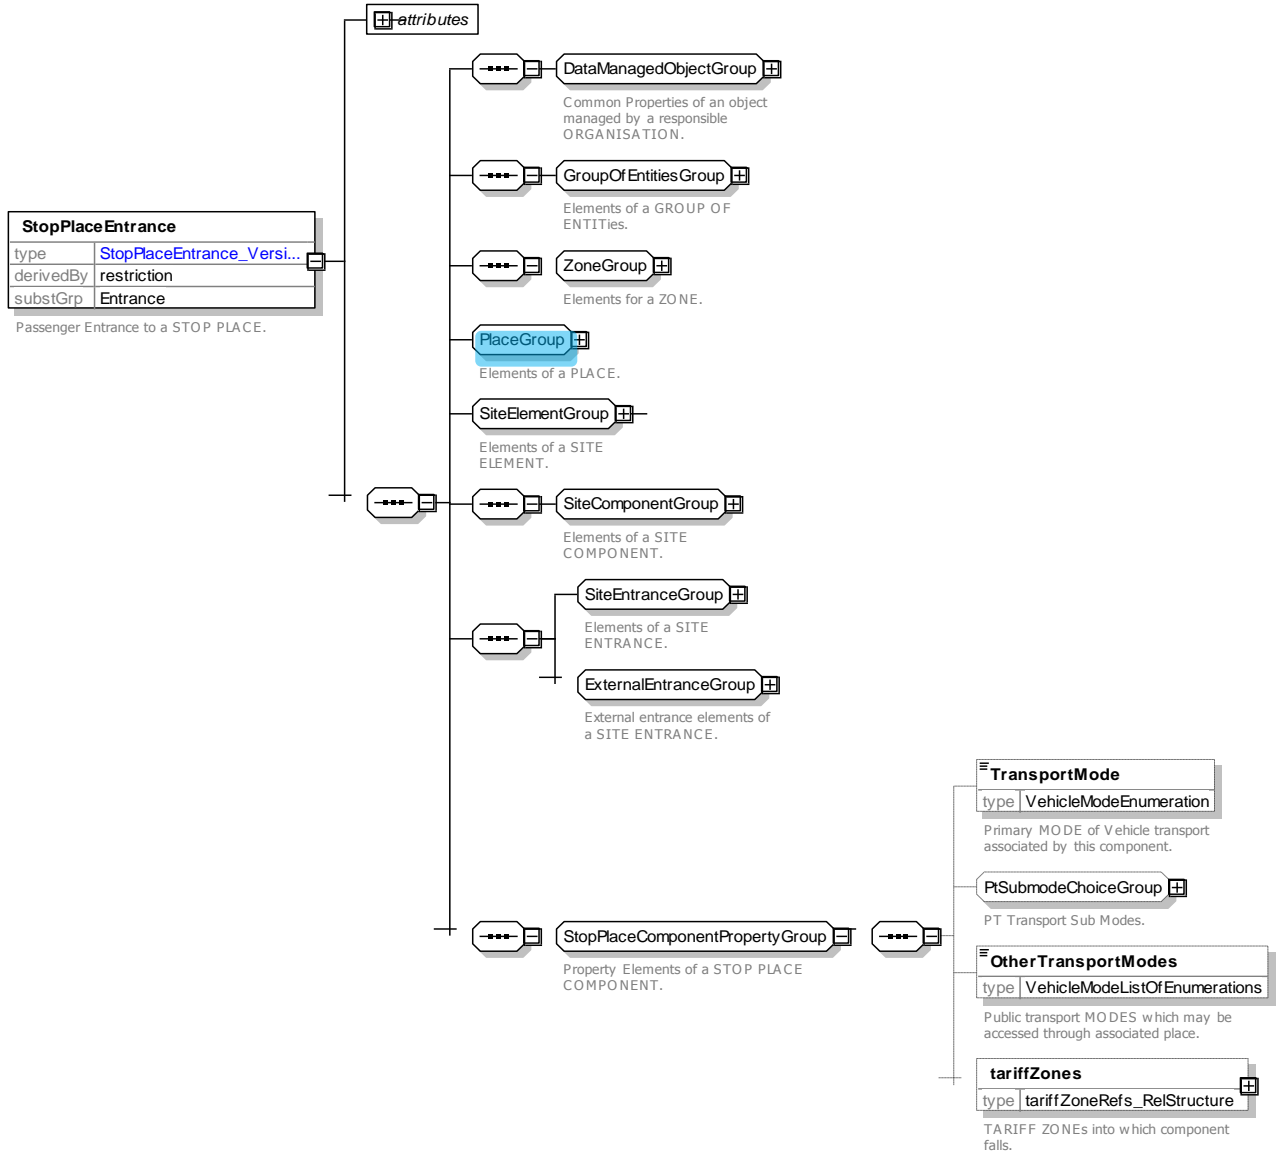 attributes
DataManagedObjectGroup
Common Properties of an object
managed by a responsible
ORGANISATION.
GroupOfEntitiesGroup
Elements of a GROUP OF
ENTITies.
StopPlaceEntrance
type StopPlaceEntrance_Versi...
derivedBy restriction
substGrp Entrance
Passenger Entrance to a STOP PLACE.
ZoneGroup
Elements for a ZONE.
PlaceGroup
Elements of a PLACE.
SiteElementGroup
Elements of a SITE
ELEMENT.
SiteComponentGroup
Elements of a SITE
COMPONENT.
SiteEntranceGroup
Elements of a SITE
ENTRANCE.
ExternalEntranceGroup
External entrance elements of
a SITE ENTRANCE.
StopPlaceComponentPropertyGroup
Property Elements of a STOP PLACE
COMPONENT.
TransportMode
type VehicleModeEnumeration
Primary MODE of Vehicle transport
associated by this component.
PtSubmodeChoiceGroup
PT Transport Sub Modes.
OtherTransportModes
type VehicleModeListOfEnumerations
Public transport MODES which may be
accessed through associated place.
tariffZones
type tariffZoneRefs_RelStructure
TARIFF ZONEs into which component
falls.